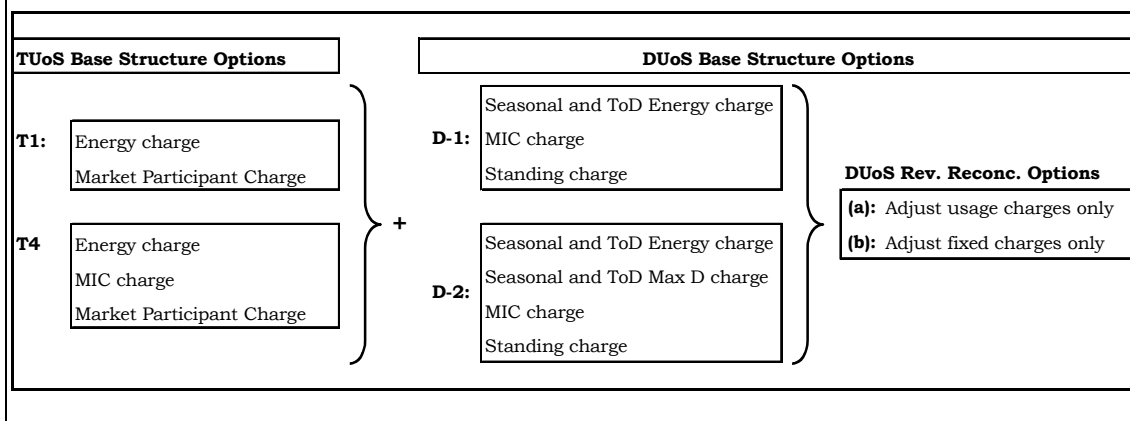 TUoS Base Structure Options
T1:
Energy charge
Market Participant Charge
T4
Energy charge
MIC charge
Market Participant Charge
+
DUoS Base Structure Options
D-1:
Seasonal and ToD Energy charge
MIC charge
Standing charge
D-2:
Seasonal and ToD Energy charge
Seasonal and ToD Max D charge
MIC charge
Standing charge
DUoS Rev. Reconc. Options
(a): Adjust usage charges only
(b): Adjust fixed charges only